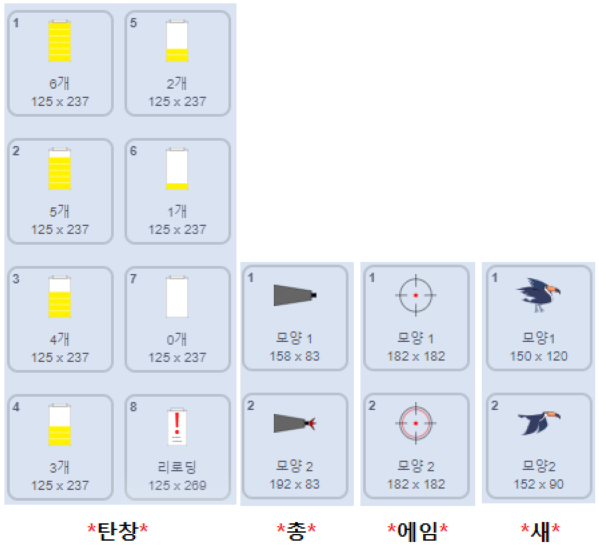 1
6개
125 x 237
5
2개
125 x 237
2
5개
125 x 237
6
1개
125 x 237
3
4개
125 x 237
7
0개
125 x 237
4
3개
125 x 237
8
리로딩
125 x 269
*탄창*
1
모양 1
158 x 83
2
모양 2
192 x 83
*총*
1
모양 1
182 x 182
2
모양 2
182 x 182
*에임*
1
모양1
150 x 120
2
모양2
152 x 90
*새*